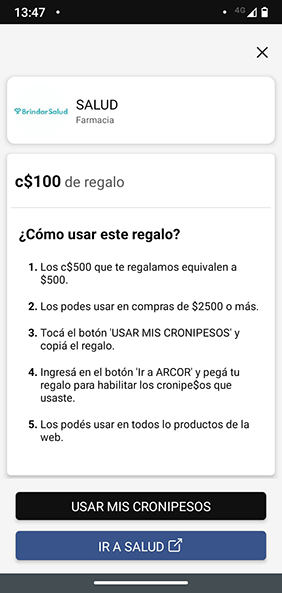 13:47
4G
BrindarSalud
SALUD
Farmacia
c$100 de regalo
¿Cómo usar este regalo?
1. Los c$500 que te regalamos equivalen a
$500.
2. Los podes usar en compras de $2500 o más.
3. Tocá el botón 'USAR MIS CRONIPESOS' y
copiá el regalo.
4. Ingresá en el botón 'Ir a ARCOR' y pegá tu
regalo para habilitar los cronipe$os que
usaste.
5. Los podés usar en todos lo productos de la
web.
USAR MIS CRONIPESOS
IR A SALUD